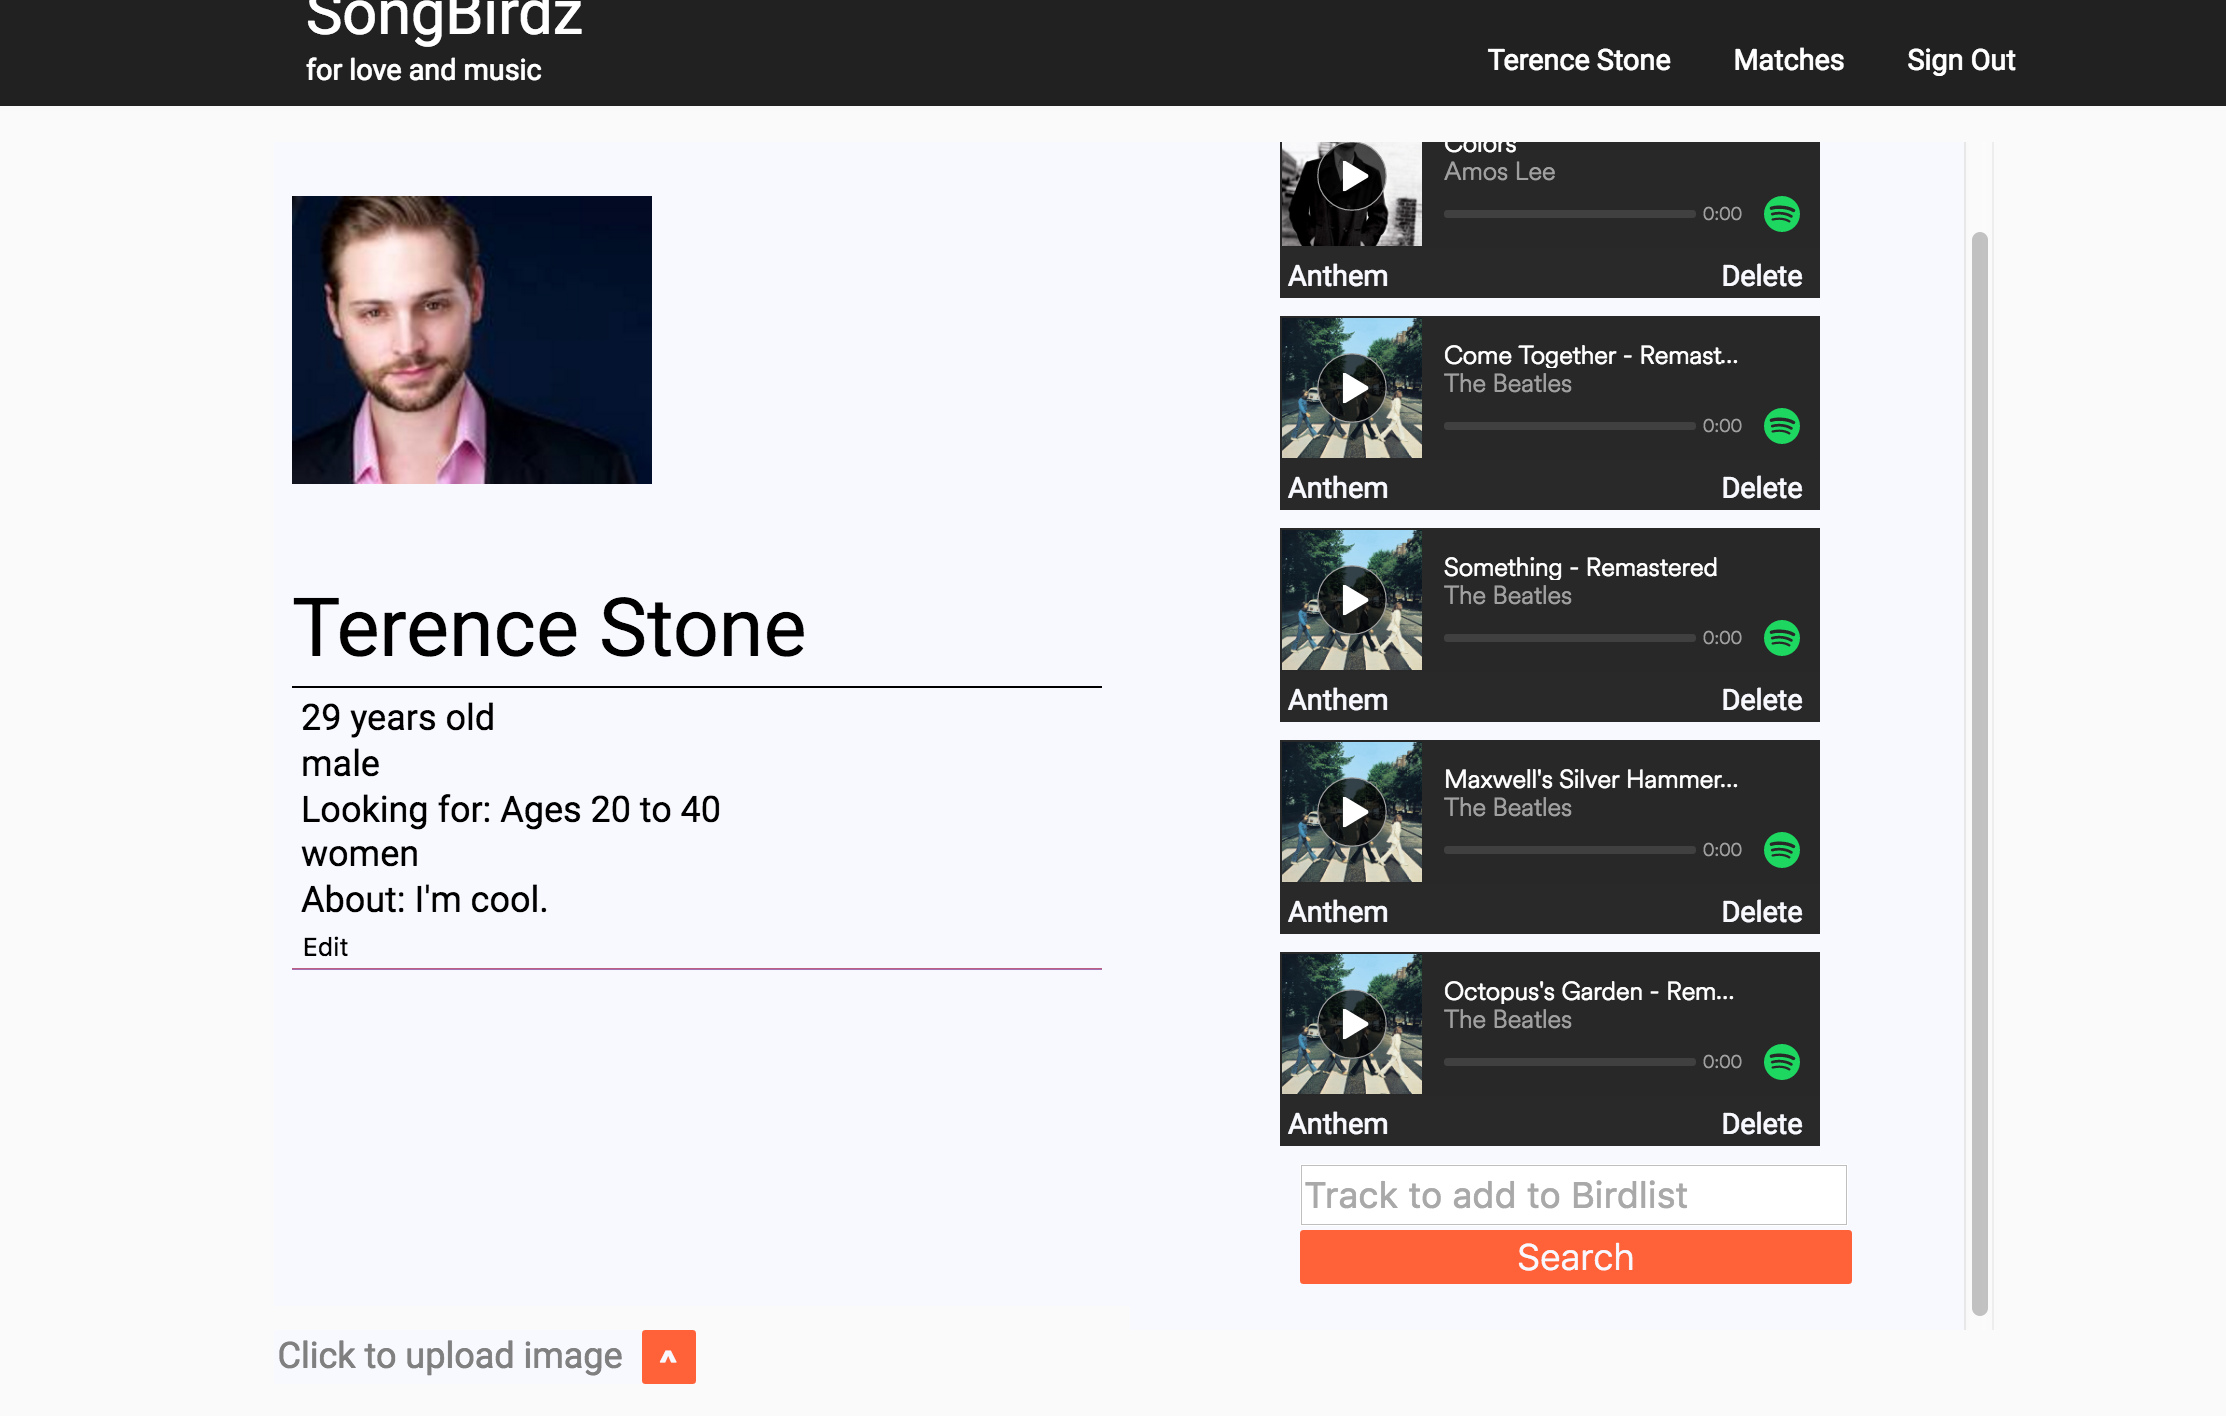 SongBirdz
for love and music
Terence Stone Matches Sign Out
Terence Stone
29 years old
male
Looking for: Ages 20 to 40
women
About: I'm cool.
Edit
Click to upload image ^
Colors
Amos Lee
0:00
Anthem Delete
Come Together - Remast...
The Beatles
0:00
Anthem Delete
Something - Remastered
The Beatles
0:00
Anthem Delete
Maxwell's Silver Hammer...
The Beatles
0:00
Anthem Delete
Octopus's Garden - Rem...
The Beatles
0:00
Anthem Delete
Track to add to Birdlist
Search